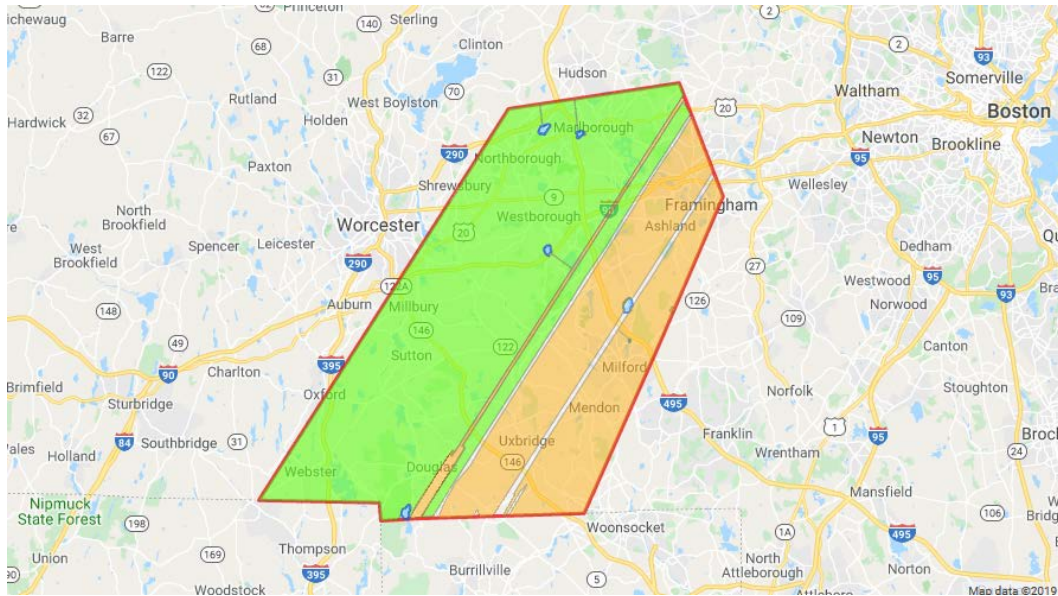 ichewaug
Princeton
Sterling
140
62
2
Barre
68
Clinton
2
93
122
31
Hudson
Somerville
70
Rutland
West Boylston
20
Waltham
Boston
32
Hardwick
Holden
Marlborough
Newton
67
290
Northborough
95
Brookline
Paxton
Shrewsbury
Wellesley
9
North
Brookfield
Worcester
Westborough
90
Framingham
20
Ashland
West
Brookfield
Spencer
Leicester
Dedham
290
27
95
122A
Westwood
Auburn
Millbury
126
Norwood
93
148
109
146
49
122
Canton
Sutton
395
Milford
90
Charlton
Stoughton
Brimfield
Oxford
Norfolk
Mendon
495
Sturbridge
1
95
84
Southbridge
31
Uxbridge
Franklin
Holland
Webster
Douglas
146
Wrentham
24
Mansfield
Nipmuck
State Forest
198
106
Woonsocket
1A
495
169
Thompson
North
Attleborough
Union
395
Burrillville
5
Norton
Woodstock
Map data ©2019